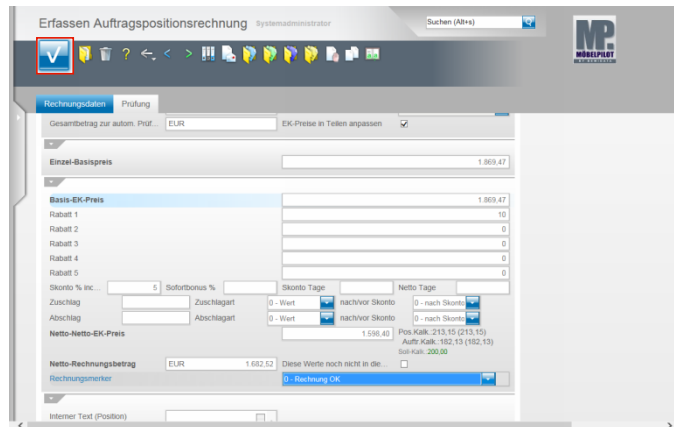 Erfassen Auftragspositionsrechnung Systemadministrator Suchen (Alt+s)
MP
MÖBELPILOT
Rechnungsdaten Prüfung
Gesamtbetrag zur autom. Prüf... EUR EK-Preise in Teilen anpassen
Einzel-Basispreis 1.869,47
Basis-EK-Preis 1.869,47
Rabatt 1 10
Rabatt 2 0
Rabatt 3 0
Rabatt 4 0
Rabatt 5 0
Skonto % inc... 5 Sofortbonus % Skonto Tage Netto Tage
Zuschlag Zuschlagart 0 - Wert nach/vor Skonto 0 - nach Skonto
Abschlag Abschlagart 0 - Wert nach/vor Skonto 0 - nach Skonto
Netto-Netto-EK-Preis 1.598,40 Pos.Kalk.:213,15 (213,15)
Auftr.Kalk.:182,13 (182,13)
Soll-Kalk.:200,00
Netto-Rechnungsbetrag EUR 1.682,52 Diese Werte noch nicht in die...
Rechnungsmerker 0 - Rechnung OK
Interner Text (Position)